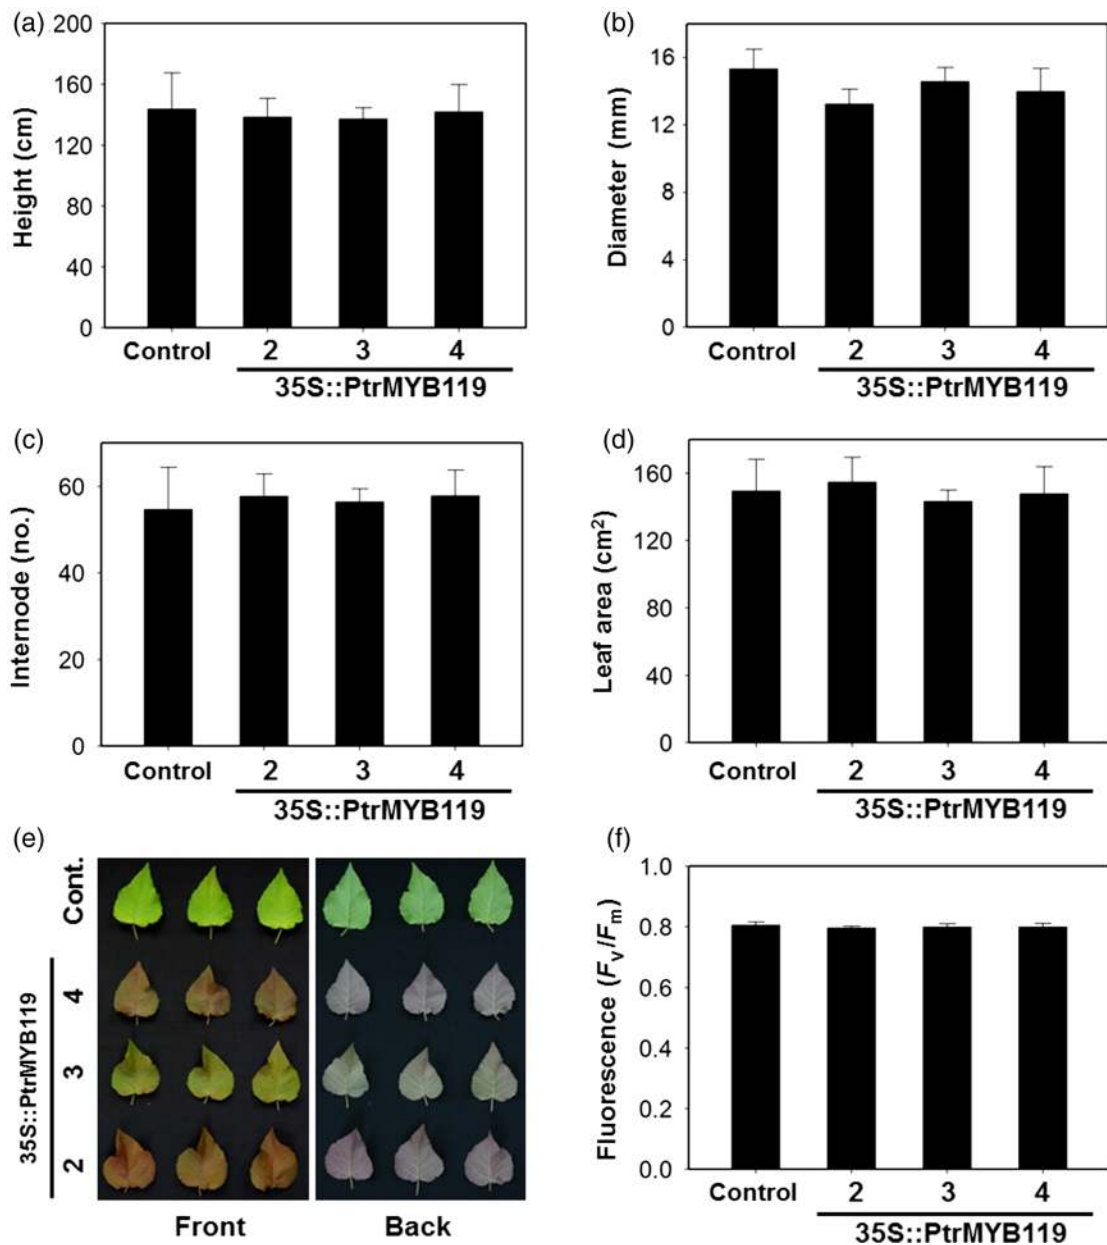 (a)
Height (cm)
200
160
120
80
40
0
Control 2 3 4
35S::PtrMYB119
(b)
Diameter (mm)
16
12
8
4
0
Control 2 3 4
35S::PtrMYB119
(c)
Internode (no.)
60
40
20
0
Control 2 3 4
35S::PtrMYB119
(d)
Leaf area (cm²)
160
120
80
40
0
Control 2 3 4
35S::PtrMYB119
(e)
Cont.
4
3
2
35S::PtrMYB119
Front Back
(f)
Fluorescence (Fv/Fm)
1.0
0.8
0.6
0.4
0.2
0.0
Control 2 3 4
35S::PtrMYB119